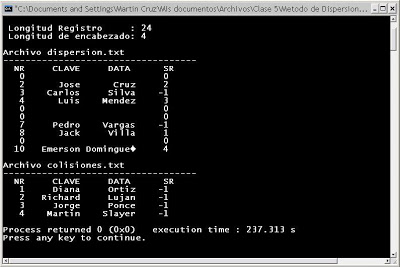 "C:\Documents and Settings\Martin Cruz\Mis documentos\Archivos\Clase 5\Metodo de Dispersion...
Longitud Registro : 24
Longitud de encabezado: 4
Archivo dispersion.txt
NR CLAVE DATA SR
0 0
2 Jose Cruz 2
3 Carlos Silva -1
4 Luis Mendez 3
0 0
0 0
7 Pedro Vargas -1
8 Jack Villa 1
0 0
10 Emerson Domingue� 4
Archivo colisiones.txt
NR CLAVE DATA SR
1 Diana Ortiz -1
2 Richard Lujan -1
3 Jorge Ponce -1
4 Martin Slayer -1
Process returned 0 (0x0) execution time : 237.313 s
Press any key to continue.